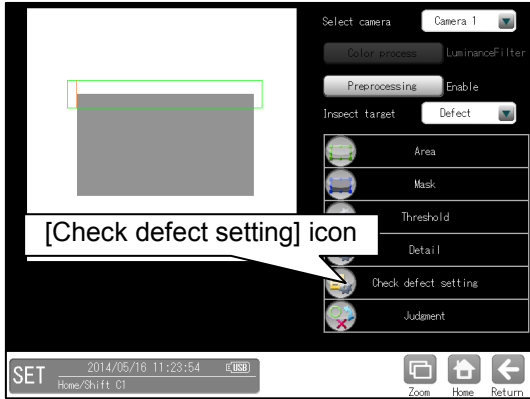 Select camera Camera 1
Color process LuminanceFilter
Preprocessing Enable
Inspect target Defect
Area
Mask
Threshold
[Check defect setting] icon
Detail
Check defect setting
Judgment
SET 2014/05/16 11:23:54 USB
Home/Shift C1
Zoom Home Return